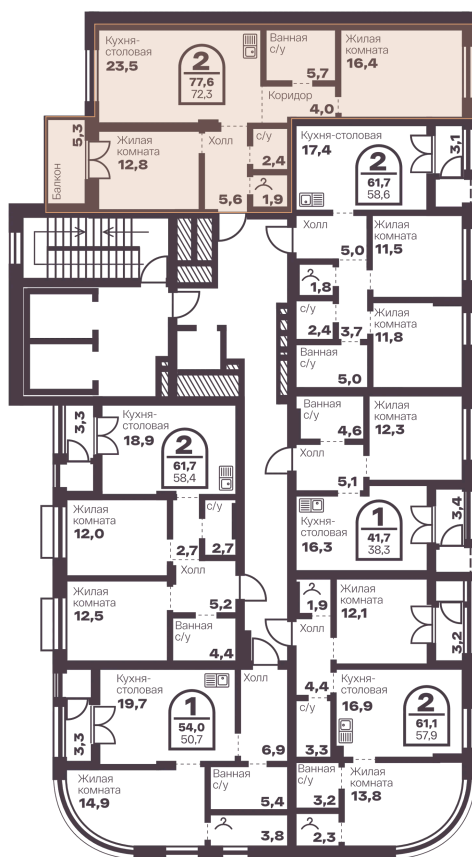 Кухня-
столовая
23,5
2
77,6
72,3
Ванная
с/у
5,7
Жилая
комната
16,4
Коридор
4,0
Балкон
5,3
Жилая
комната
12,8
Холл
5,6
с/у
2,4
1,9
Кухня-столовая
17,4
2
61,7
58,6
3,1
Холл
5,0
Жилая
комната
11,5
1,8
с/у
2,4
3,7
Жилая
комната
11,8
Ванная
с/у
5,0
Ванная
с/у
4,6
Жилая
комната
12,3
Холл
5,1
Кухня-
столовая
16,3
1
41,7
38,3
3,4
3,3
Кухня-
столовая
18,9
2
61,7
58,4
Жилая
комната
12,0
2,7
с/у
2,7
Жилая
комната
12,5
Холл
5,2
Ванная
с/у
4,4
1,9
Жилая
комната
12,1
3,2
Холл
4,4
Кухня-
столовая
16,9
2
61,1
57,9
с/у
3,3
Ванная
с/у
3,2
Жилая
комната
13,8
2,3
Кухня-
столовая
19,7
1
54,0
50,7
3,3
Холл
6,9
Жилая
комната
14,9
Ванная
с/у
5,4
3,8